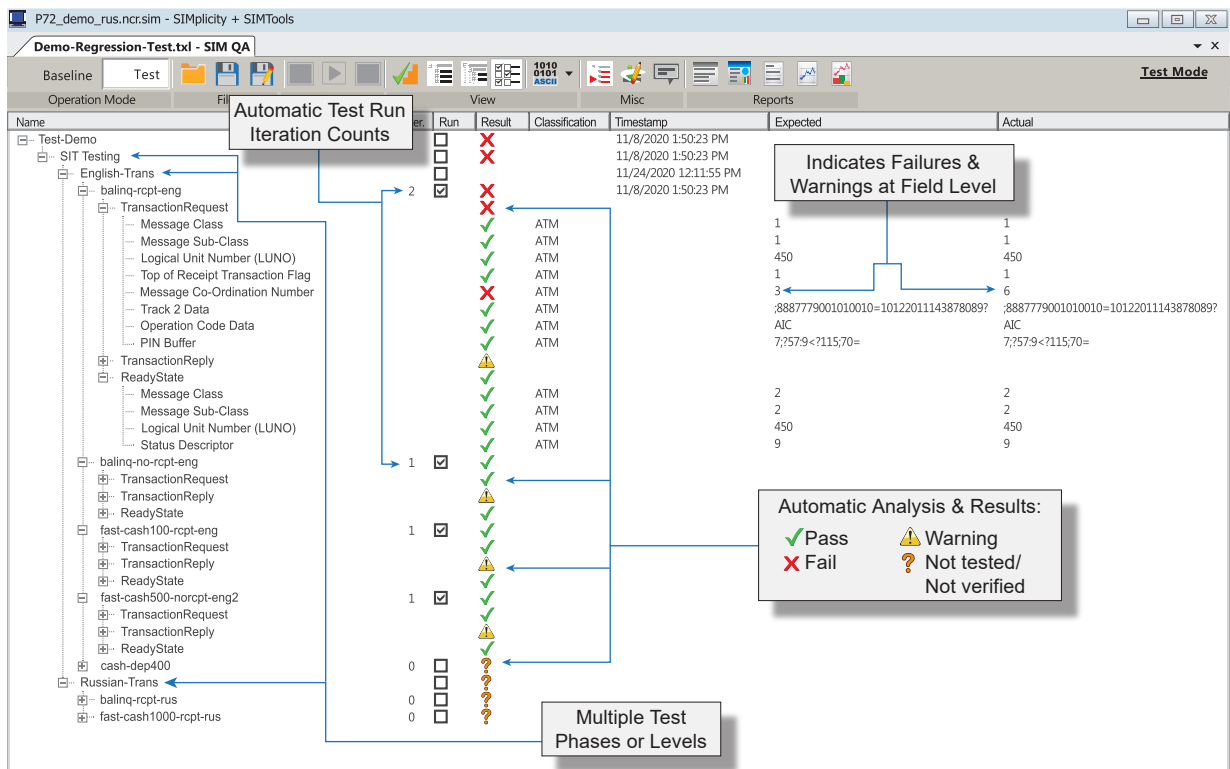 P72_demo_rus.ncr.sim - SIMplicity + SIMTools
Demo-Regression-Test.txl - SIM QA
Baseline Test 1010 0101 ASCII Test Mode
Operation Mode View Misc Reports
Automatic Test Run
Iteration Counts
Name Run Result Classification Timestamp Expected Actual
Test-Demo 11/8/2020 1:50:23 PM
SIT Testing 11/8/2020 1:50:23 PM
English-Trans 11/24/2020 12:11:55 PM
balinq-rcpt-eng 2 11/8/2020 1:50:23 PM
Indicates Failures &
Warnings at Field Level
TransactionRequest
Message Class ATM 1 1
Message Sub-Class ATM 1 1
Logical Unit Number (LUNO) ATM 450 450
Top of Receipt Transaction Flag ATM 1 1
Message Co-Ordination Number ATM 3 6
Track 2 Data ATM ;8887779001010010=10122011143878089? ;8887779001010010=10122011143878089?
Operation Code Data ATM AIC AIC
PIN Buffer ATM 7;?57:9<?115;70= 7;?57:9<?115;70=
TransactionReply
ReadyState
Message Class ATM 2 2
Message Sub-Class ATM 2 2
Logical Unit Number (LUNO) ATM 450 450
Status Descriptor ATM 9 9
balinq-no-rcpt-eng 1
TransactionRequest
TransactionReply
ReadyState
fast-cash100-rcpt-eng 1
TransactionRequest
TransactionReply
ReadyState
fast-cash500-norcpt-eng2 1
TransactionRequest
TransactionReply
ReadyState
cash-dep400 0
Russian-Trans
balinq-rcpt-rus 0
fast-cash1000-rcpt-rus 0
Automatic Analysis & Results:
Pass Warning
Fail Not tested/
Not verified
Multiple Test
Phases or Levels